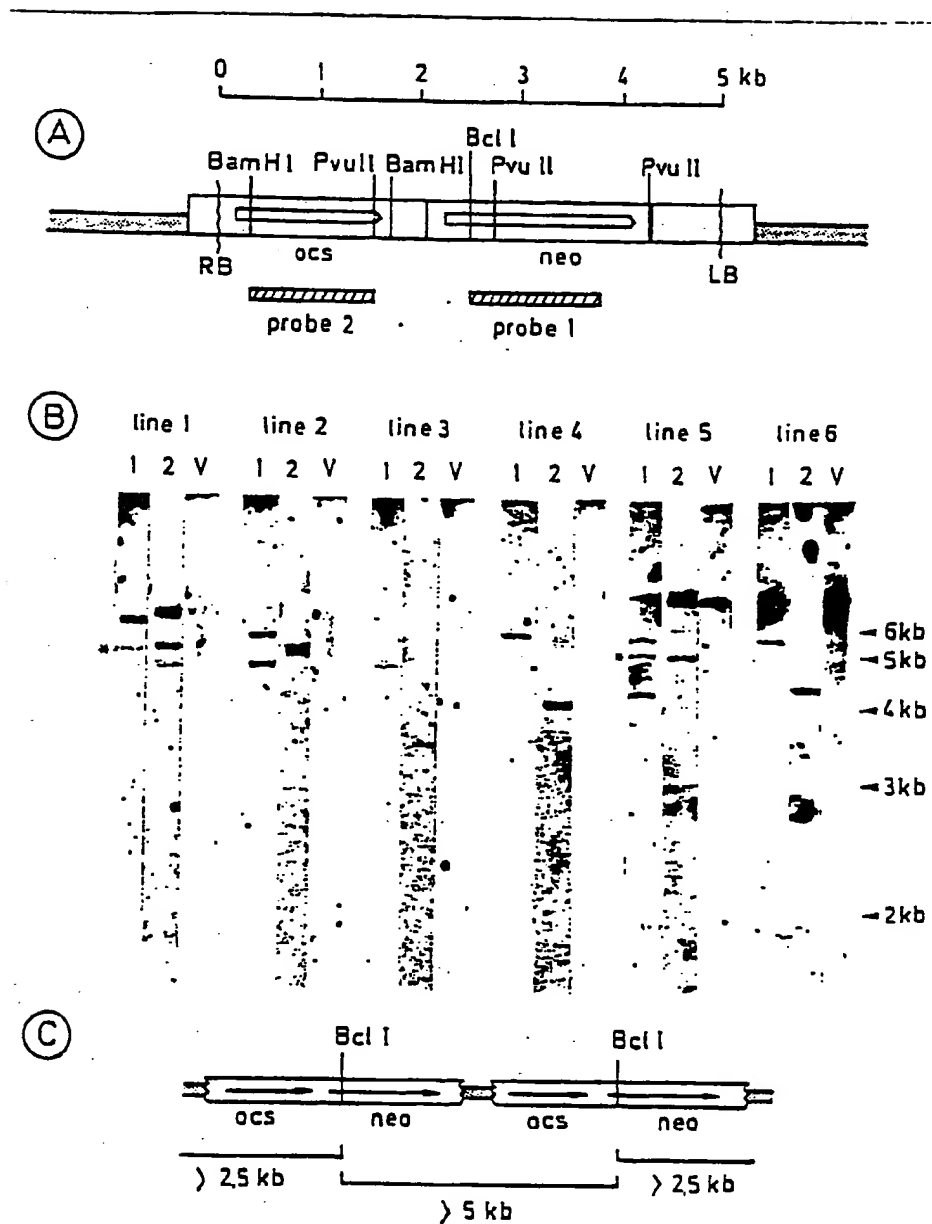 0 1 2 3 4 5 kb
A
Bcl I
BamHI PvuII BamHI Pvu II Pvu II
ocs neo
RB LB
probe 2 probe 1
B
line 1 line 2 line 3 line 4 line 5 line 6
1 2 V 1 2 V 1 2 V 1 2 V 1 2 V 1 2 V
6kb
*
5kb
4kb
3kb
2kb
C
Bcl I Bcl I
ocs neo ocs neo
> 2,5 kb > 2,5 kb
> 5 kb